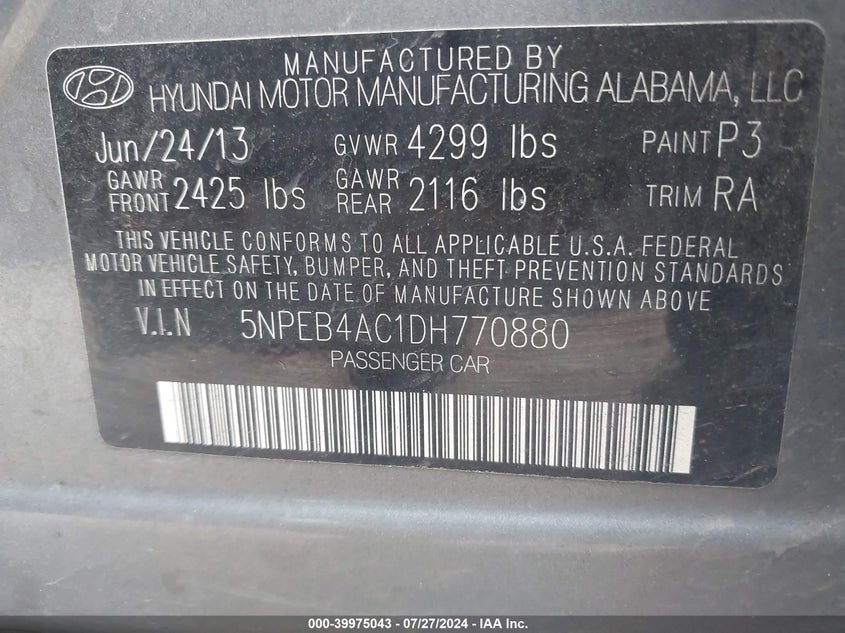 MANUFACTURED BY
HYUNDAI MOTOR MANUFACTURING ALABAMA, LLC
Jun/24/13 GVWR 4299 lbs PAINT P3
GAWR FRONT 2425 lbs GAWR REAR 2116 lbs TRIM RA
THIS VEHICLE CONFORMS TO ALL APPLICABLE U.S.A. FEDERAL
MOTOR VEHICLE SAFETY, BUMPER, AND THEFT PREVENTION STANDARDS
IN EFFECT ON THE DATE OF MANUFACTURE SHOWN ABOVE
V.I.N 5NPEB4AC1DH770880
PASSENGER CAR
000-39975043 / 07/27/2024 - IAA Inc.